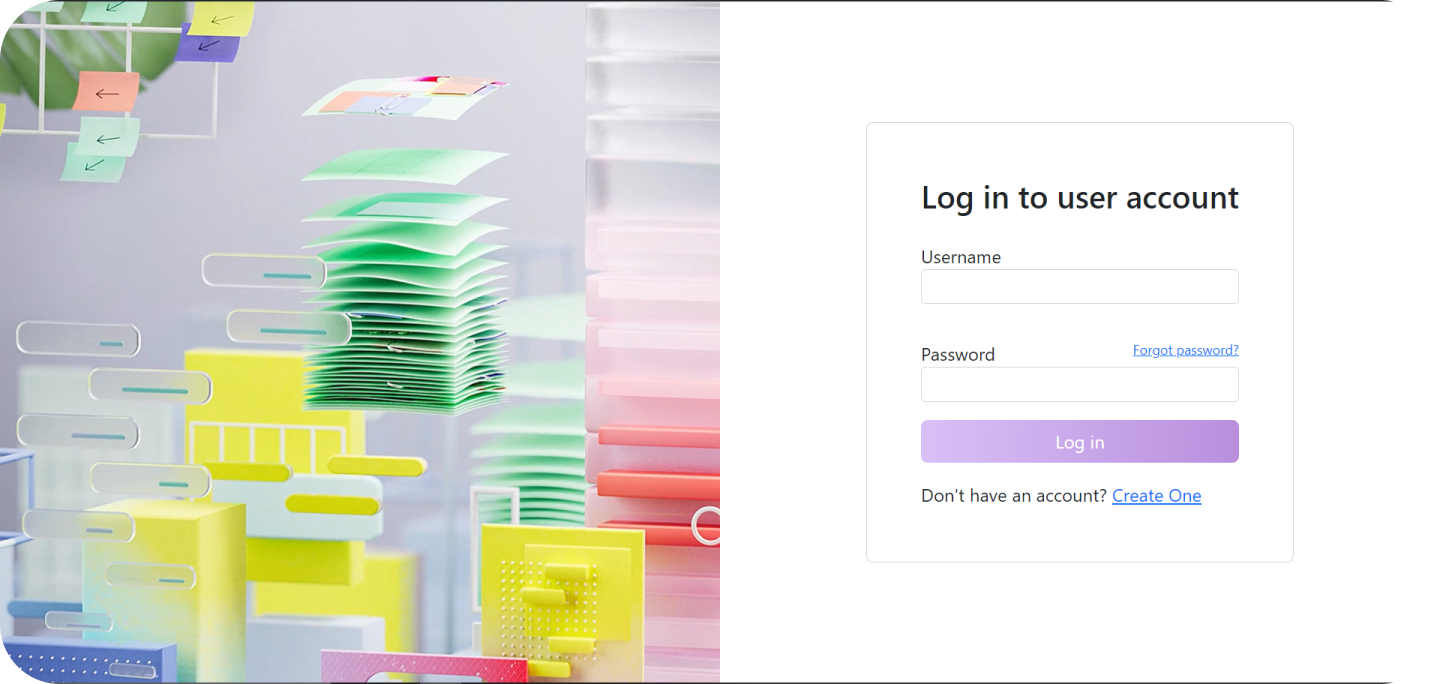 Log in to user account
Username
Password
Forgot password?
Log in
Don't have an account? Create One